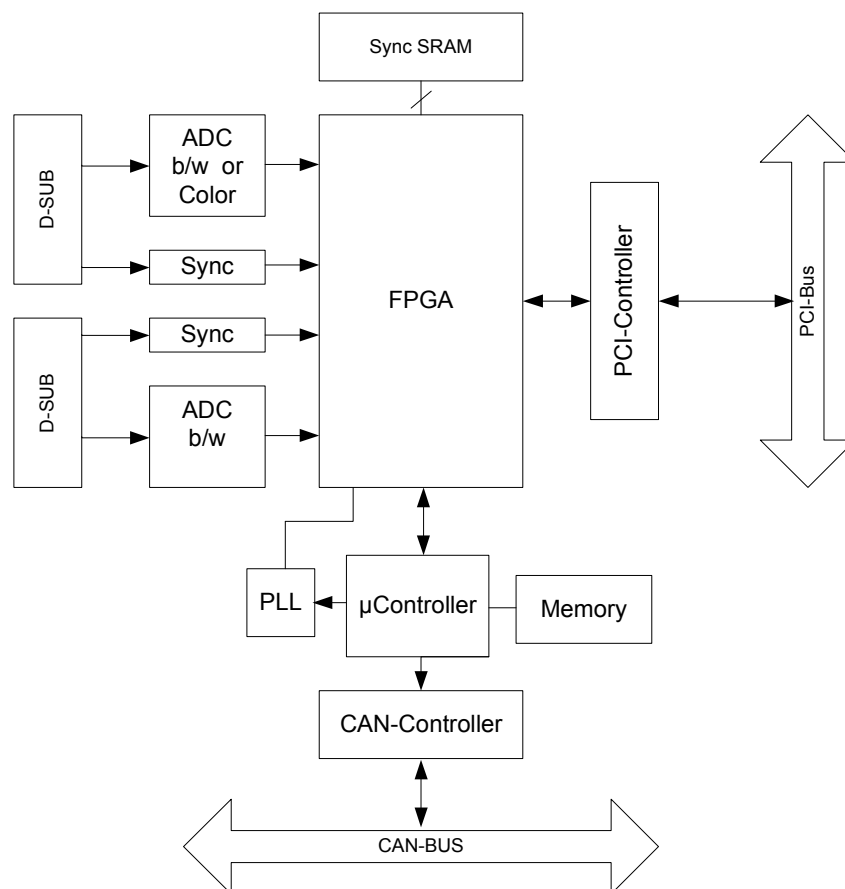 Sync SRAM
D-SUB
ADC
b/w or
Color
Sync
FPGA
PCI-Controller
PCI-Bus
D-SUB
Sync
ADC
b/w
PLL
µController
Memory
CAN-Controller
CAN-BUS